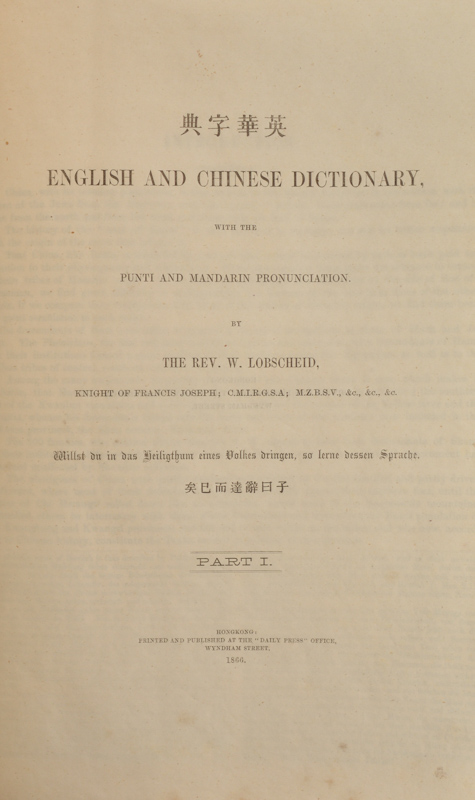 英華字典
ENGLISH AND CHINESE DICTIONARY,
WITH THE
PUNTI AND MANDARIN PRONUNCIATION.
BY
THE REV. W. LOBSCHEID,
KNIGHT OF FRANCIS JOSEPH; C.M.I.R.G.S.A; M.Z.B.S.V., &c., &c., &c.
Willst du in das Heiligthum eines Volkes dringen, so lerne dessen Sprache.
子曰辭達而巳矣
PART I.
HONGKONG:
PRINTED AND PUBLISHED AT THE "DAILY PRESS" OFFICE,
WYNDHAM STREET,
1866.